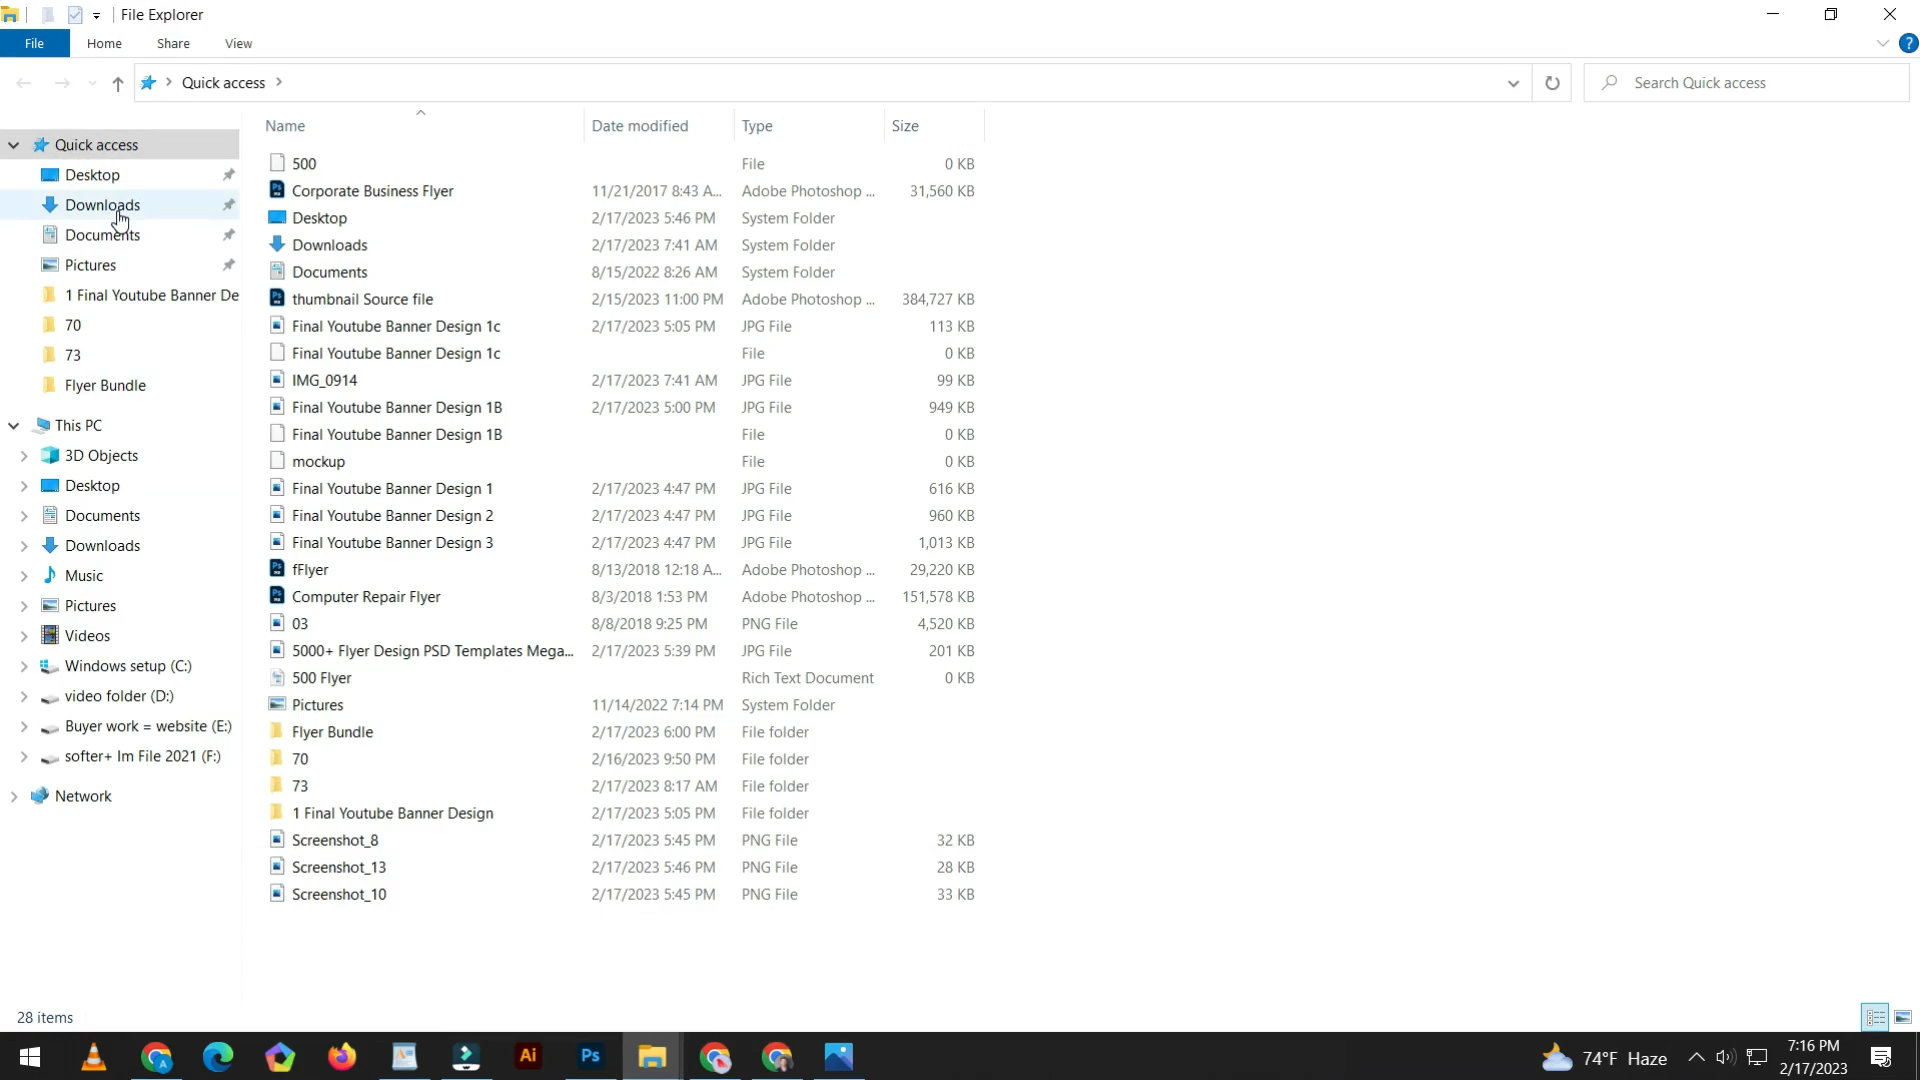 File Explorer
File Home Share View
Quick access
Search Quick access
Name Date modified Type Size
Quick access
Desktop
Downloads
Documents
Pictures
1 Final Youtube Banner De
70
73
Flyer Bundle
This PC
3D Objects
Desktop
Documents
Downloads
Music
Pictures
Videos
Windows setup (C:)
video folder (D:)
Buyer work = website (E:)
softer+ Im File 2021 (F:)
Network
500 File 0 KB
Corporate Business Flyer 11/21/2017 8:43 A... Adobe Photoshop ... 31,560 KB
Desktop 2/17/2023 5:46 PM System Folder
Downloads 2/17/2023 7:41 AM System Folder
Documents 8/15/2022 8:26 AM System Folder
thumbnail Source file 2/15/2023 11:00 PM Adobe Photoshop ... 384,727 KB
Final Youtube Banner Design 1c 2/17/2023 5:05 PM JPG File 113 KB
Final Youtube Banner Design 1c File 0 KB
IMG_0914 2/17/2023 7:41 AM JPG File 99 KB
Final Youtube Banner Design 1B 2/17/2023 5:00 PM JPG File 949 KB
Final Youtube Banner Design 1B File 0 KB
mockup File 0 KB
Final Youtube Banner Design 1 2/17/2023 4:47 PM JPG File 616 KB
Final Youtube Banner Design 2 2/17/2023 4:47 PM JPG File 960 KB
Final Youtube Banner Design 3 2/17/2023 4:47 PM JPG File 1,013 KB
fFlyer 8/13/2018 12:18 A... Adobe Photoshop ... 29,220 KB
Computer Repair Flyer 8/3/2018 1:53 PM Adobe Photoshop ... 151,578 KB
03 8/8/2018 9:25 PM PNG File 4,520 KB
5000+ Flyer Design PSD Templates Mega... 2/17/2023 5:39 PM JPG File 201 KB
500 Flyer Rich Text Document 0 KB
Pictures 11/14/2022 7:14 PM System Folder
Flyer Bundle 2/17/2023 6:00 PM File folder
70 2/16/2023 9:50 PM File folder
73 2/17/2023 8:17 AM File folder
1 Final Youtube Banner Design 2/17/2023 5:05 PM File folder
Screenshot_8 2/17/2023 5:45 PM PNG File 32 KB
Screenshot_13 2/17/2023 5:46 PM PNG File 28 KB
Screenshot_10 2/17/2023 5:45 PM PNG File 33 KB
28 items
Ai Ps 74°F Haze 7:16 PM
2/17/2023